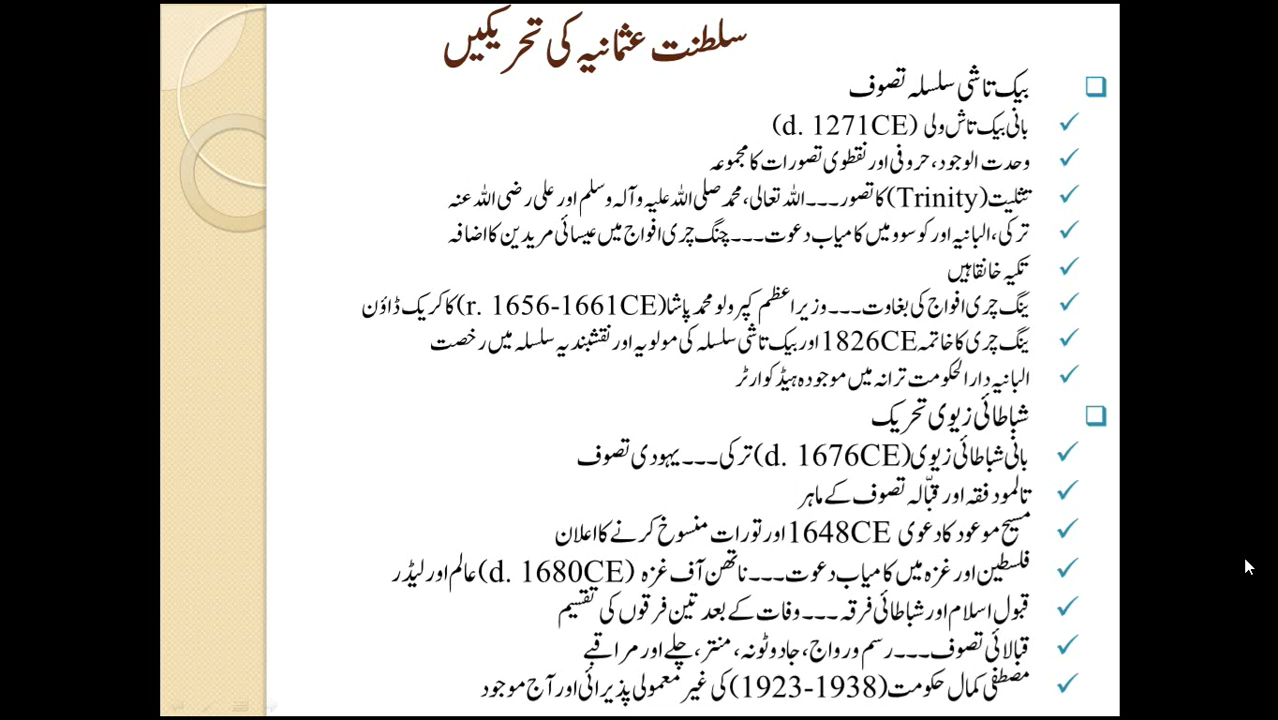 سلطنت عثمانیہ کی تحریکیں
بیک تاشی سلسلہ تصوف
بانی بیک تاش ولی (d. 1271CE)
وحدت الوجود، حروفی اور نقطوی تصورات کا مجموعہ
تثلیت (Trinity) کا تصور۔۔۔ اللہ تعالی، محمد صلی اللہ علیہ وآلہ وسلم اور علی رضی اللہ عنہ
ترکی، البانیہ اور کوسوو میں کامیاب دعوت۔۔۔ چنگ چری افواج میں عیسائی مریدین کا اضافہ
تکیہ خانقاہیں
ینگ چری افواج کی بغاوت۔۔۔ وزیر اعظم کپرولو محمد پاشا (r. 1656-1661CE) کا کریک ڈاؤن
ینگ چری کا خاتمہ 1826CE اور بیک تاشی سلسلہ کی مولویہ اور نقشبندیہ سلسلہ میں رخصت
البانیہ دارالحکومت ترانہ میں موجودہ ہیڈ کوارٹر
شباطائی زیوی تحریک
بانی شباطائی زیوی (d. 1676CE) ترکی۔۔۔ یہودی تصوف
تالمود فقہ اور قبّالہ تصوف کے ماہر
مسیح موعود کا دعوی 1648CE اور تورات منسوخ کرنے کا اعلان
فلسطین اور غزہ میں کامیاب دعوت۔۔۔ ناتھن آف غزہ (d. 1680CE) عالم اور لیڈر
قبول اسلام اور شباطائی فرقہ۔۔۔ وفات کے بعد تین فرقوں کی تقسیم
قبالائی تصوف۔۔۔ رسم و رواج، جادو ٹونہ، منتر، چلے اور مراقبے
مصطفی کمال حکومت (1923-1938) کی غیر معمولی پذیرائی اور آج موجود